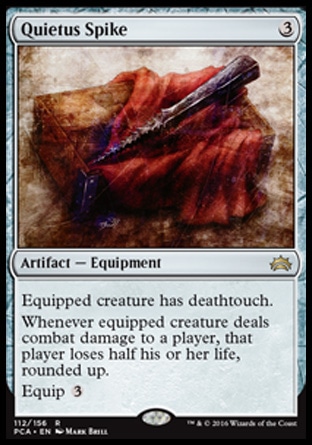 Quietus Spike 3
Artifact — Equipment
Equipped creature has deathtouch.
Whenever equipped creature deals
combat damage to a player, that
player loses half his or her life,
rounded up.
Equip 3
112/156 R
PCA • EN Mark Brill
™ & © 2016 Wizards of the Coast